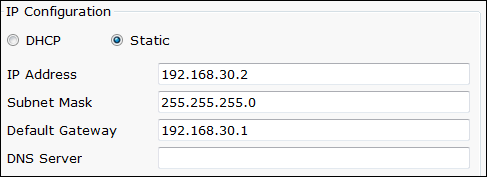 IP Configuration
DHCP Static
IP Address 192.168.30.2
Subnet Mask 255.255.255.0
Default Gateway 192.168.30.1
DNS Server